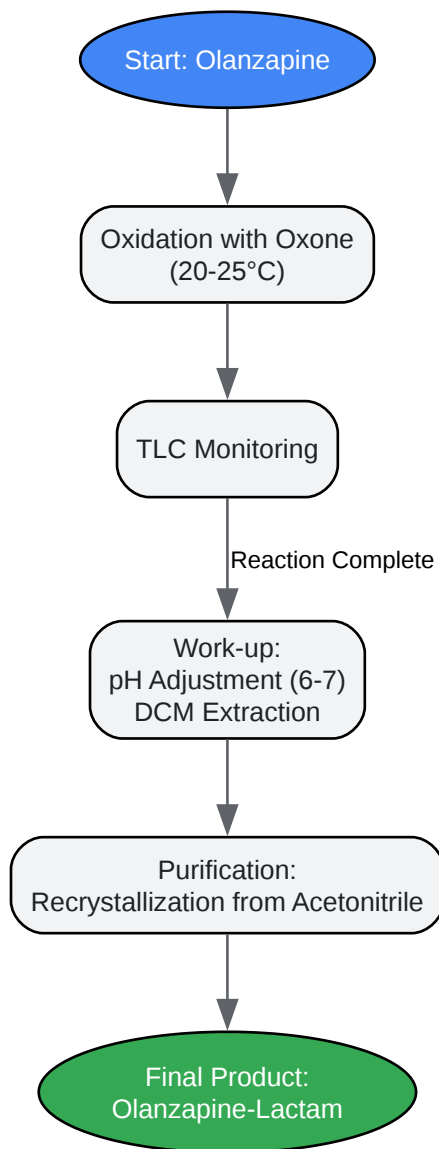 Start: Olanzapine
Oxidation with Oxone
(20-25°C)
TLC Monitoring
Reaction Complete
Work-up:
pH Adjustment (6-7)
DCM Extraction
Purification:
Recrystallization from Acetonitrile
Final Product:
Olanzapine-Lactam